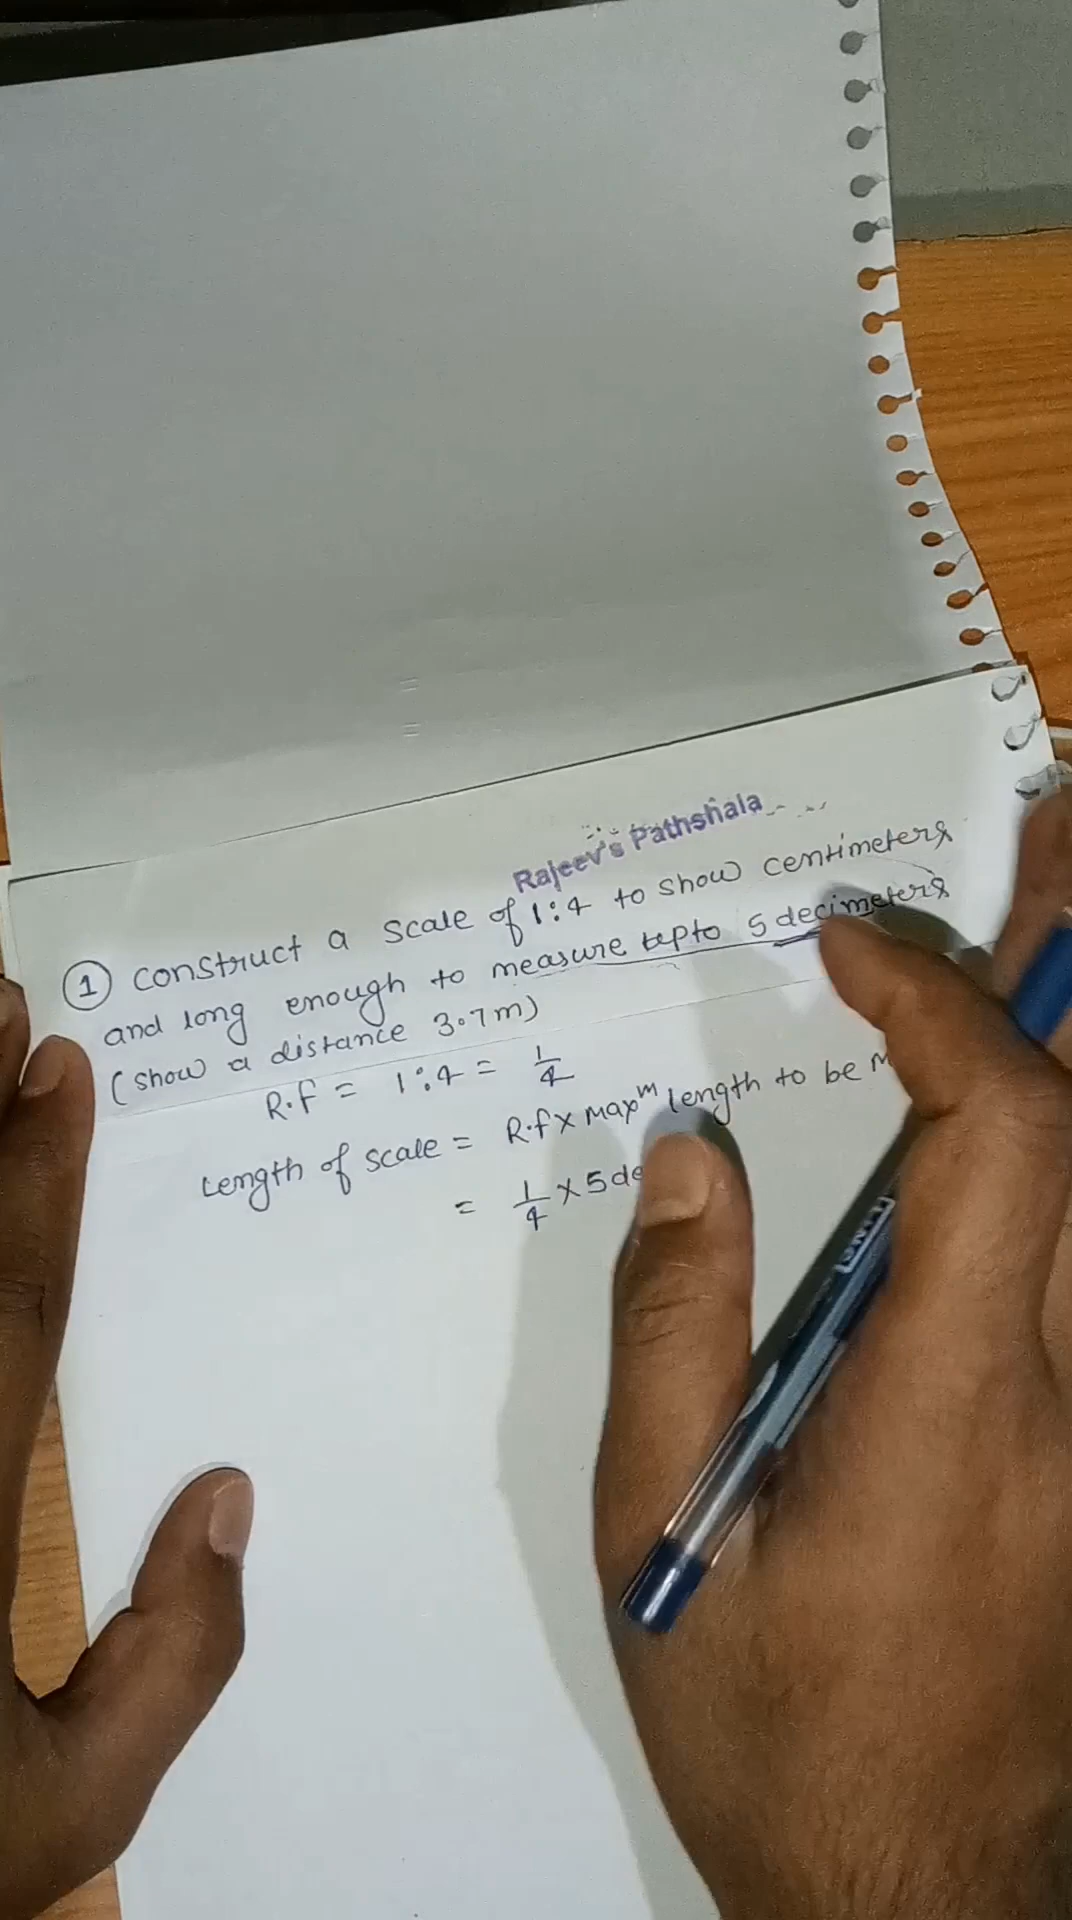 Rajeev's Pathshala
① construct a scale of 1:4 to show centimeters
and long enough to measure upto 5 decimeters
(show a distance 3.7m)
R.f = 1:4 = 1/4
Length of scale = R.f x maxᵐ length to be
= 1/4 x 5de